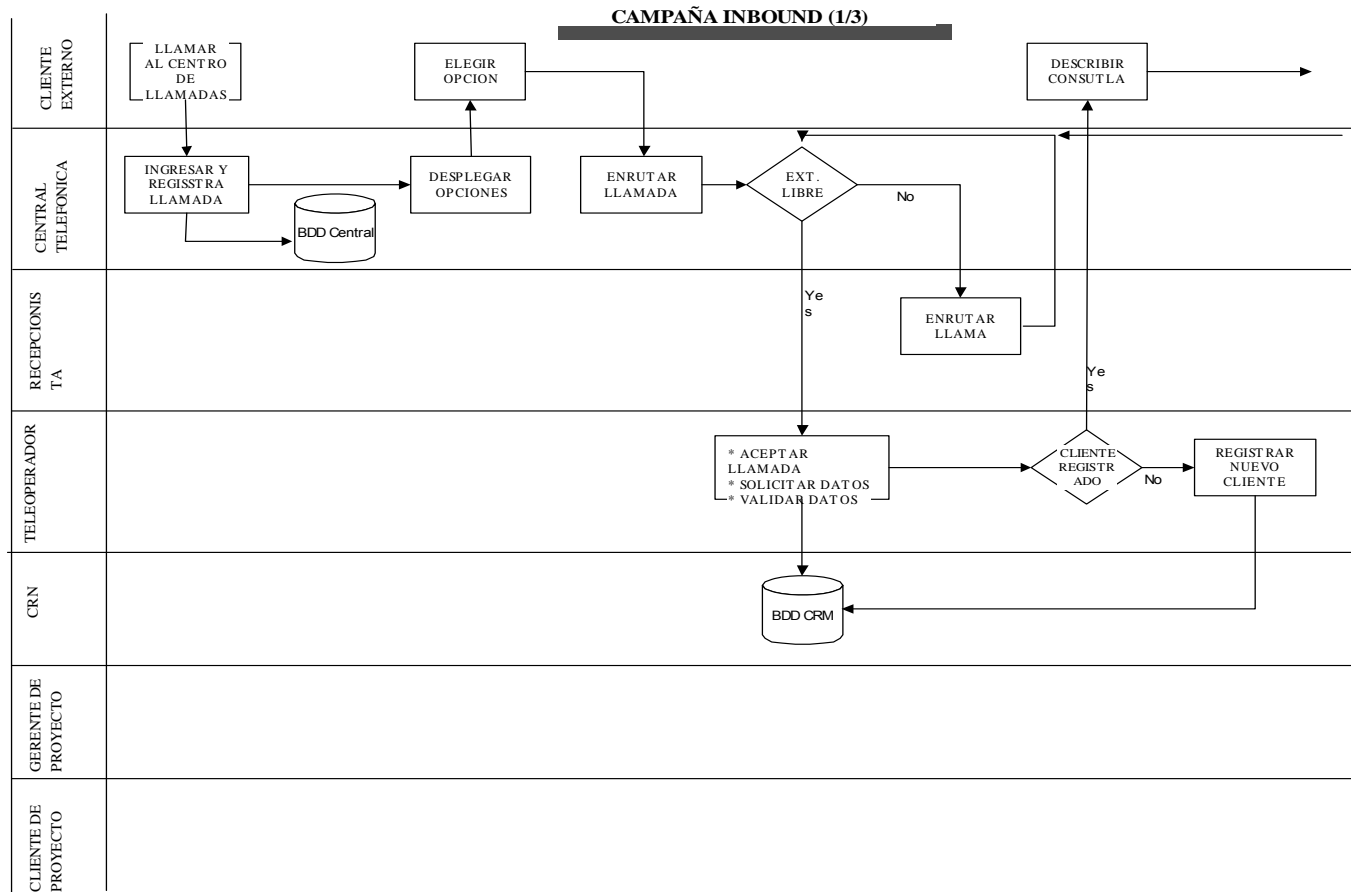 CAMPAÑA INBOUND (1/3)
CLIENTE
EXTERNO
LLAMAR
AL CENTRO
DE
LLAMADAS
ELEGIR
OPCION
DESCRIBIR
CONSUTLA
CENTRAL
TELEFONICA
INGRESAR Y
REGISSTRA
LLAMADA
BDD Central
DESPLEGAR
OPCIONES
ENRUTAR
LLAMADA
EXT.
LIBRE
No
RECEPCIONIS
TA
Ye
s
ENRUTAR
LLAMA
Ye
s
TELEOPERADOR
* ACEPTAR
LLAMADA
* SOLICITAR DATOS
* VALIDAR DATOS
CLIENTE
REGISTR
ADO
No
REGISTRAR
NUEVO
CLIENTE
CRN
BDD CRM
GERENTE DE
PROYECTO
CLIENTE DE
PROYECTO